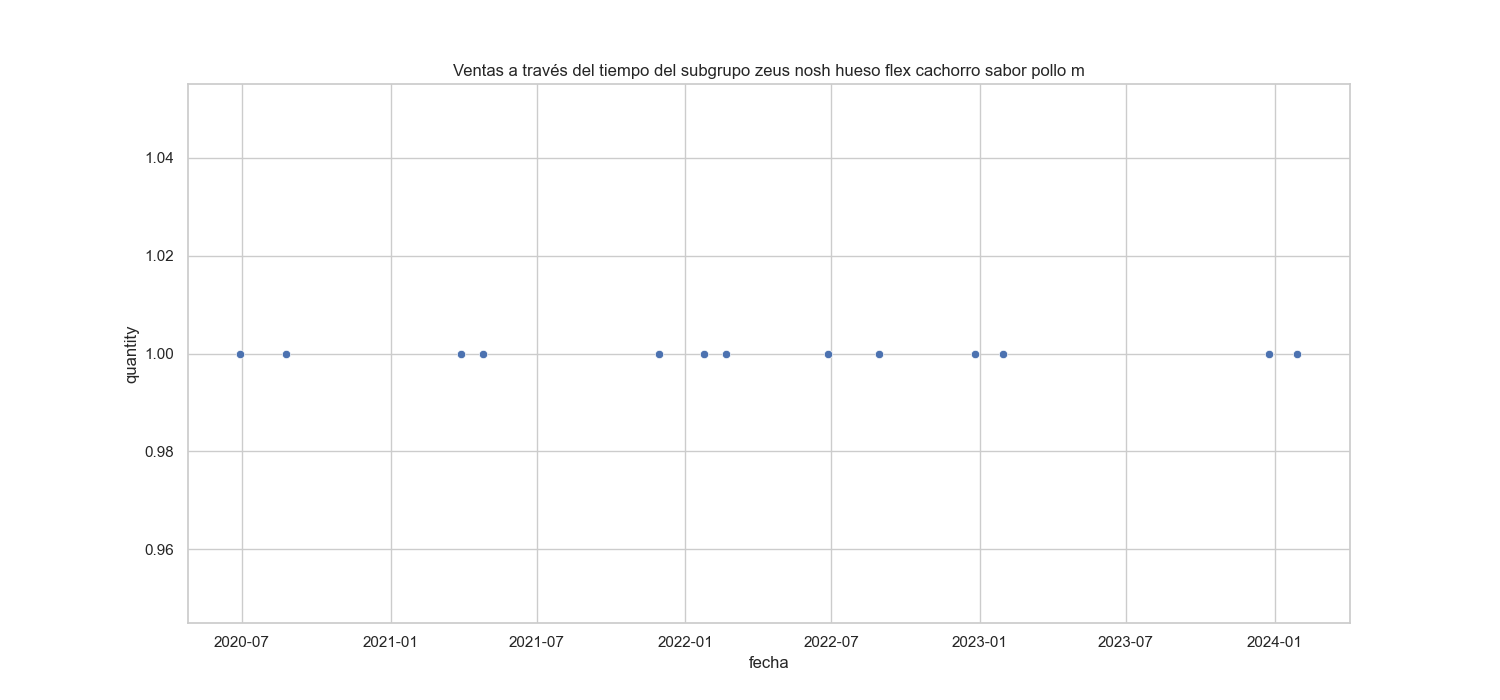 Ventas a través del tiempo del subgrupo zeus nosh hueso flex cachorro sabor pollo m
1.04
1.02
1.00
0.98
0.96
quantity
2020-07 2021-01 2021-07 2022-01 2022-07 2023-01 2023-07 2024-01
fecha